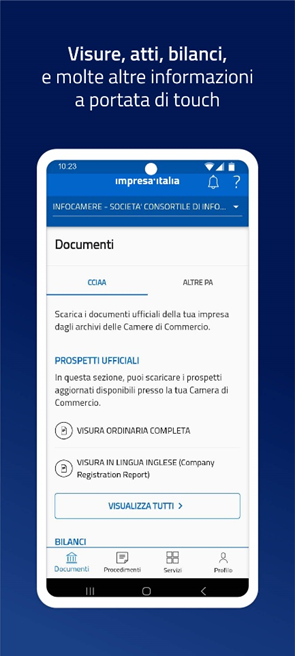 Visure, atti, bilanci,
e molte altre informazioni
a portata di touch
10.23
impresa italia
?
INFOCAMERE - SOCIETA' CONSORTILE DI INFO...
Documenti
CCIAA
ALTRE PA
Scarica i documenti ufficiali della tua impresa
dagli archivi delle Camere di Commercio.
PROSPETTI UFFICIALI
In questa sezione, puoi scaricare i prospetti
aggiornati disponibili presso la tua Camera di
Commercio.
VISURA ORDINARIA COMPLETA
VISURA IN LINGUA INGLESE (Company
Registration Report)
VISUALIZZA TUTTI >
BILANCI
Documenti
Procedimenti
Servizi
Profilo